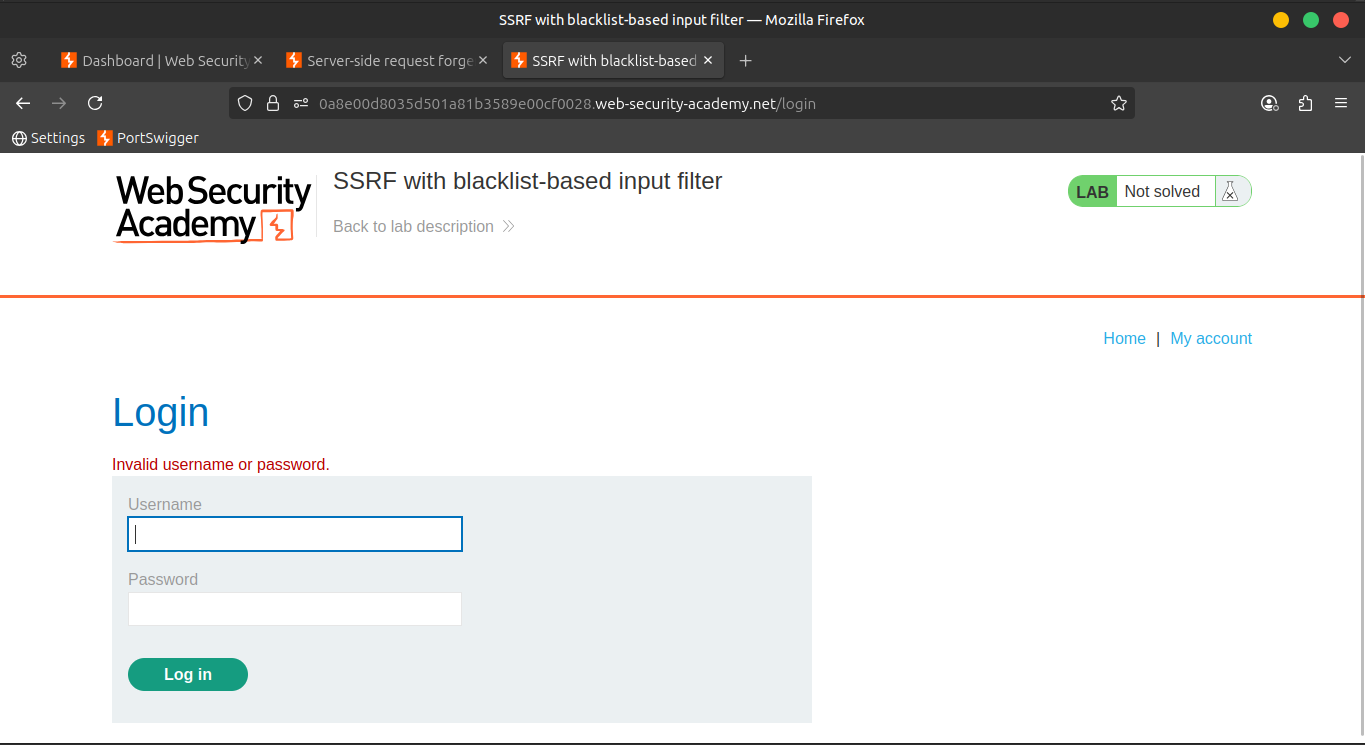 SSRF with blacklist-based input filter — Mozilla Firefox
Dashboard | Web Security
Server-side request forge
SSRF with blacklist-based
0a8e00d8035d501a81b3589e00cf0028.web-security-academy.net/login
Settings
PortSwigger
WebSecurity
Academy
SSRF with blacklist-based input filter
Back to lab description
LAB Not solved
Home | My account
Login
Invalid username or password.
Username
Password
Log in